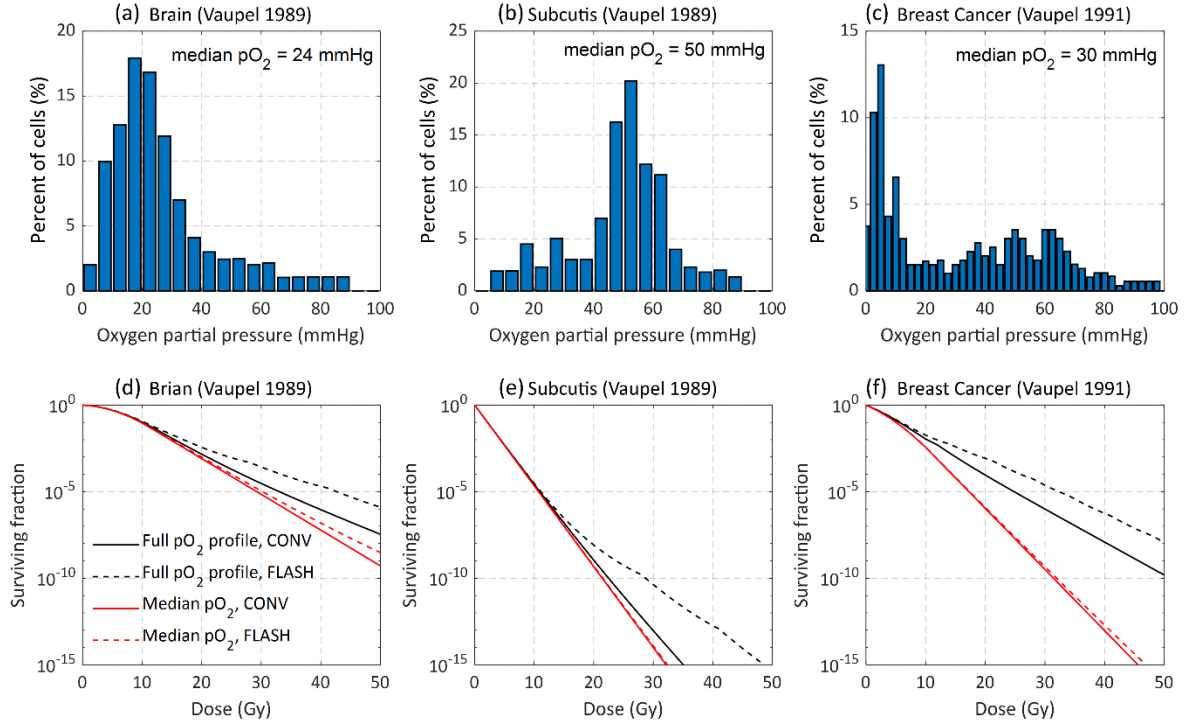 (a) Brain (Vaupel 1989)
median pO2 = 24 mmHg
Percent of cells (%)
20
15
10
5
0
0 20 40 60 80 100
Oxygen partial pressure (mmHg)
(b) Subcutis (Vaupel 1989)
median pO2 = 50 mmHg
Percent of cells (%)
25
20
15
10
5
0
0 20 40 60 80 100
Oxygen partial pressure (mmHg)
(c) Breast Cancer (Vaupel 1991)
median pO2 = 30 mmHg
Percent of cells (%)
15
10
5
0
0 20 40 60 80 100
Oxygen partial pressure (mmHg)
(d) Brian (Vaupel 1989)
Surviving fraction
10^0
10^-5
10^-10
10^-15
Full pO2 profile, CONV
Full pO2 profile, FLASH
Median pO2, CONV
Median pO2, FLASH
0 10 20 30 40 50
Dose (Gy)
(e) Subcutis (Vaupel 1989)
Surviving fraction
10^0
10^-5
10^-10
10^-15
0 10 20 30 40 50
Dose (Gy)
(f) Breast Cancer (Vaupel 1991)
Surviving fraction
10^0
10^-5
10^-10
10^-15
0 10 20 30 40 50
Dose (Gy)